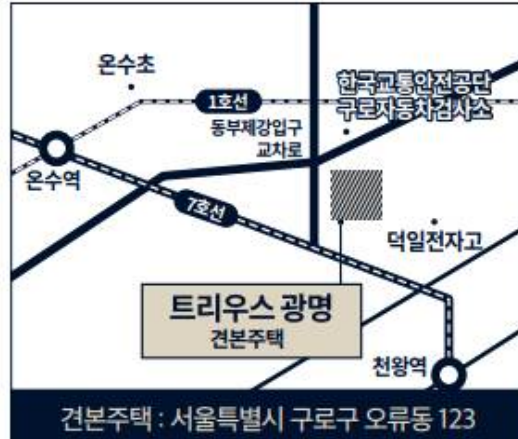 온수초
1호선
한국교통안전공단
구로자동차검사소
동부제강입구
교차로
온수역
7호선
덕일전자고
트리우스 광명
견본주택
천왕역
견본주택 : 서울특별시 구로구 오류동 123